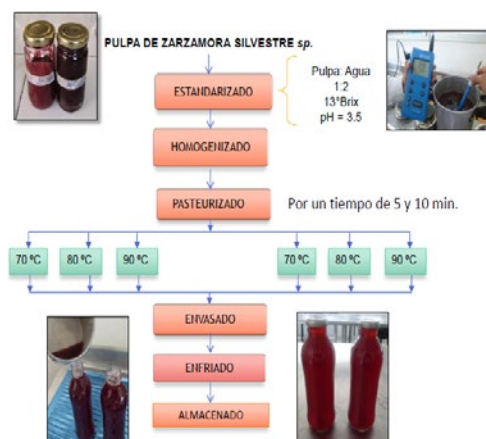 PULPA DE ZARZAMORA SILVESTRE sp.
ESTANDARIZADO
Pulpa: Agua
1:2
13°Brix
pH = 3.5
HOMOGENIZADO
PASTEURIZADO
Por un tiempo de 5 y 10 min.
70 ºC 80 ºC 90 ºC 70 ºC 80 ºC 90 ºC
ENVASADO
ENFRIADO
ALMACENADO